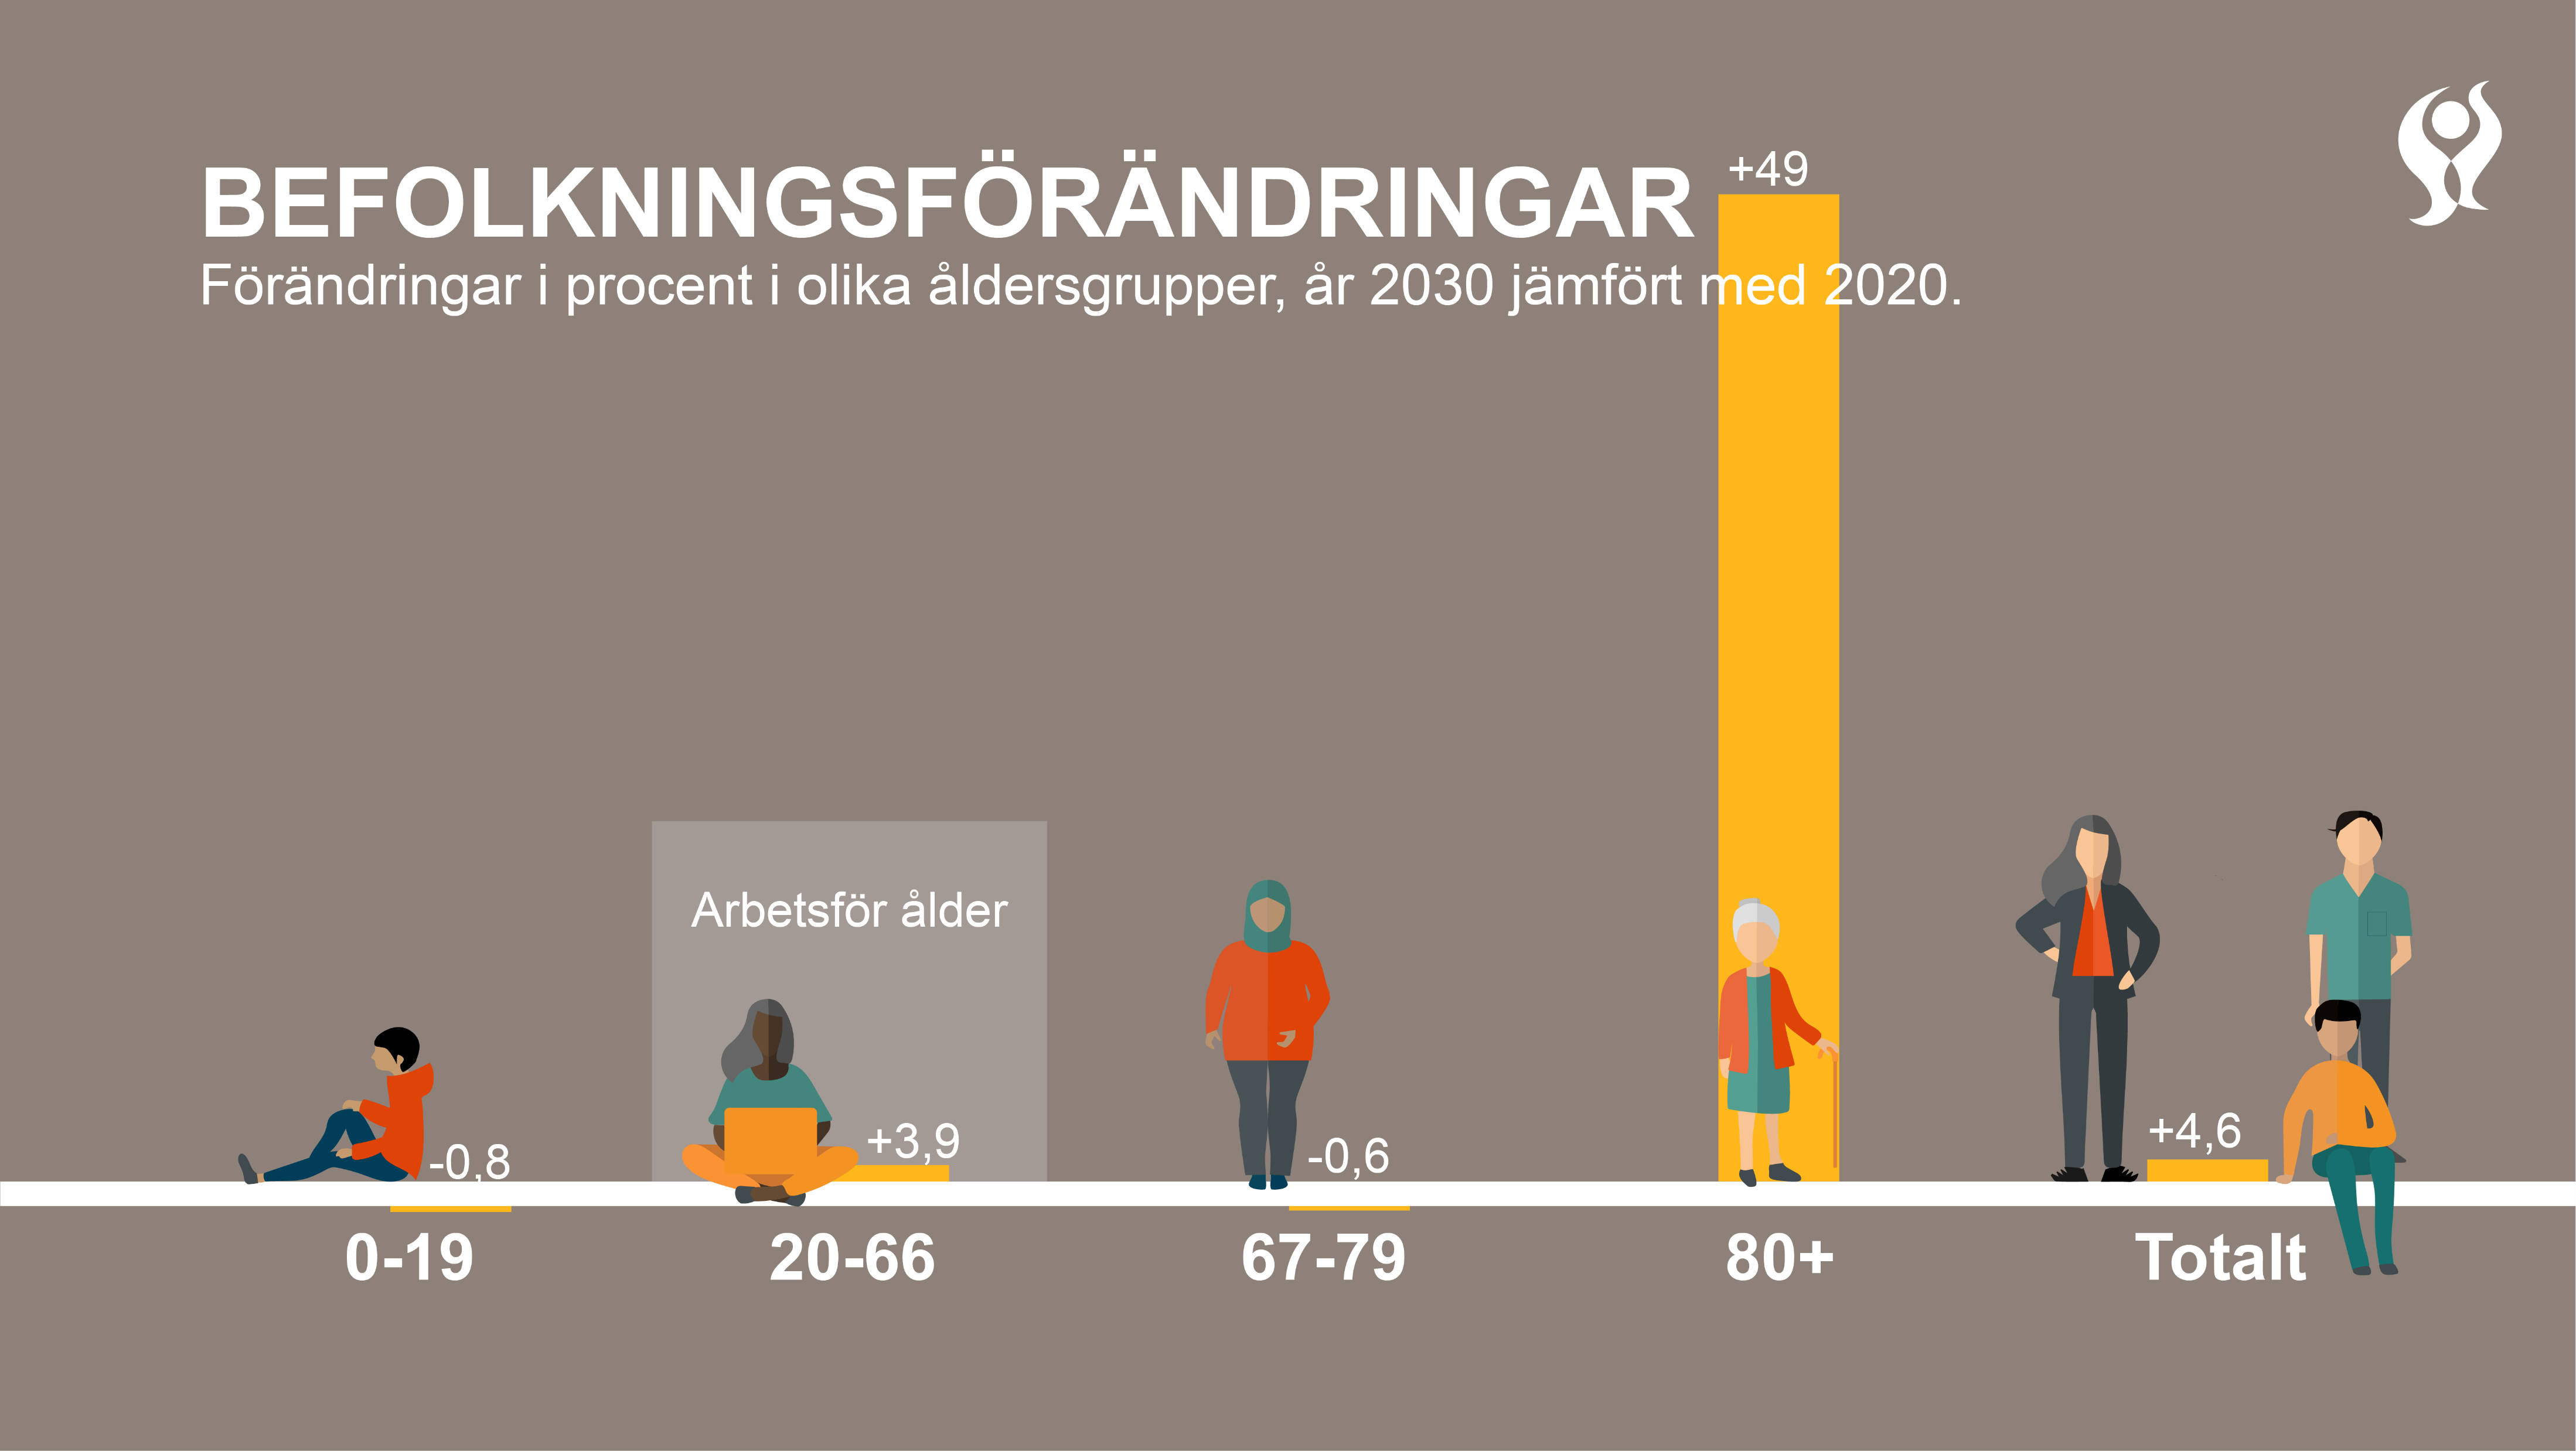 BEFOLKNINGSFÖRÄNDRINGAR
Förändringar i procent i olika åldersgrupper, år 2030 jämfört med 2020.
+49
Arbetsför ålder
-0,8
+3,9
-0,6
+4,6
0-19
20-66
67-79
80+
Totalt